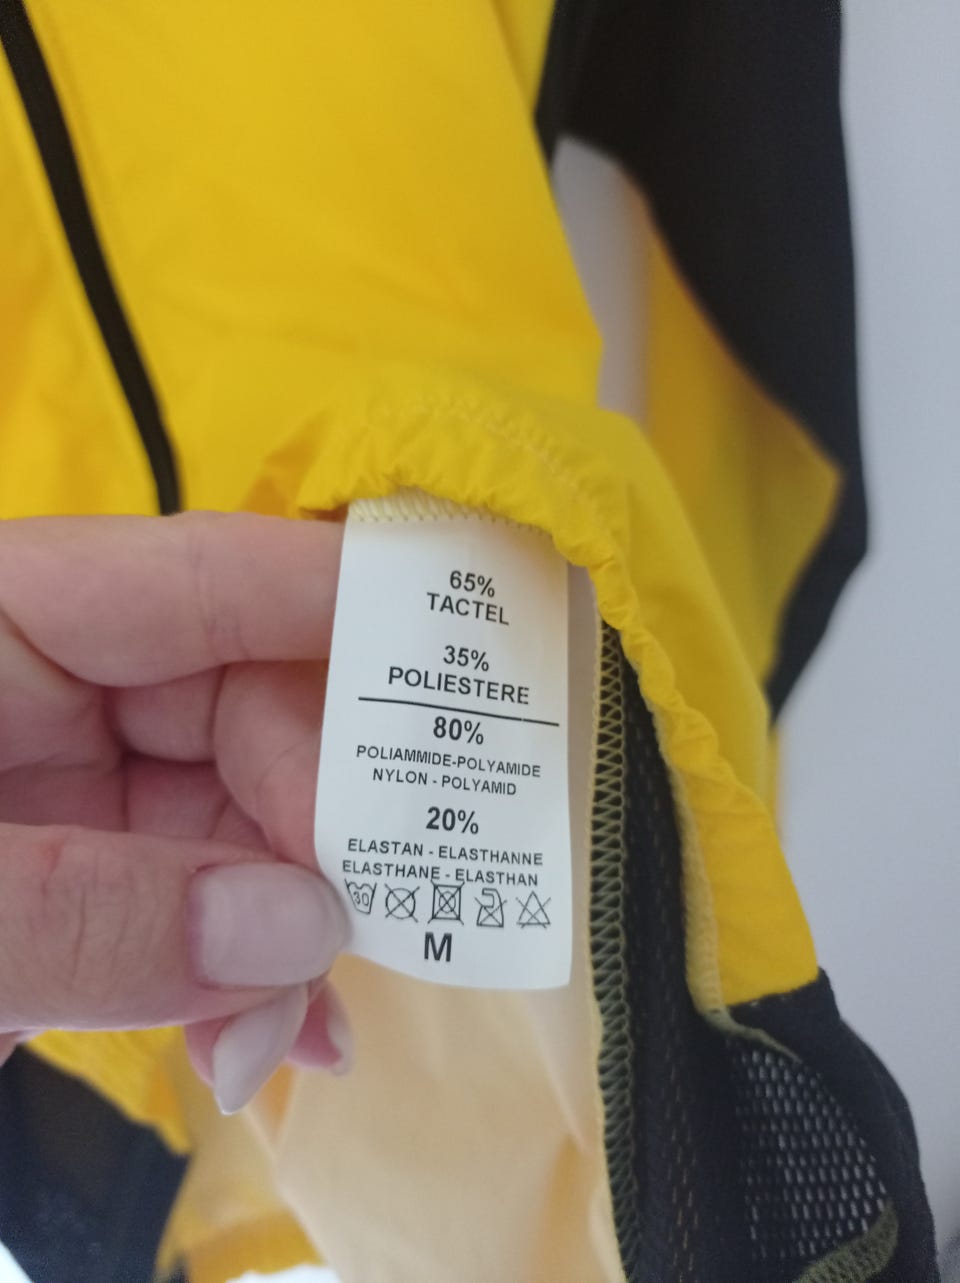 65%
TACTEL
35%
POLIESTERE
80%
POLIAMMIDE-POLYAMIDE
NYLON - POLYAMID
20%
ELASTAN - ELASTHANNE
ELASTHANE - ELASTHAN
30
M